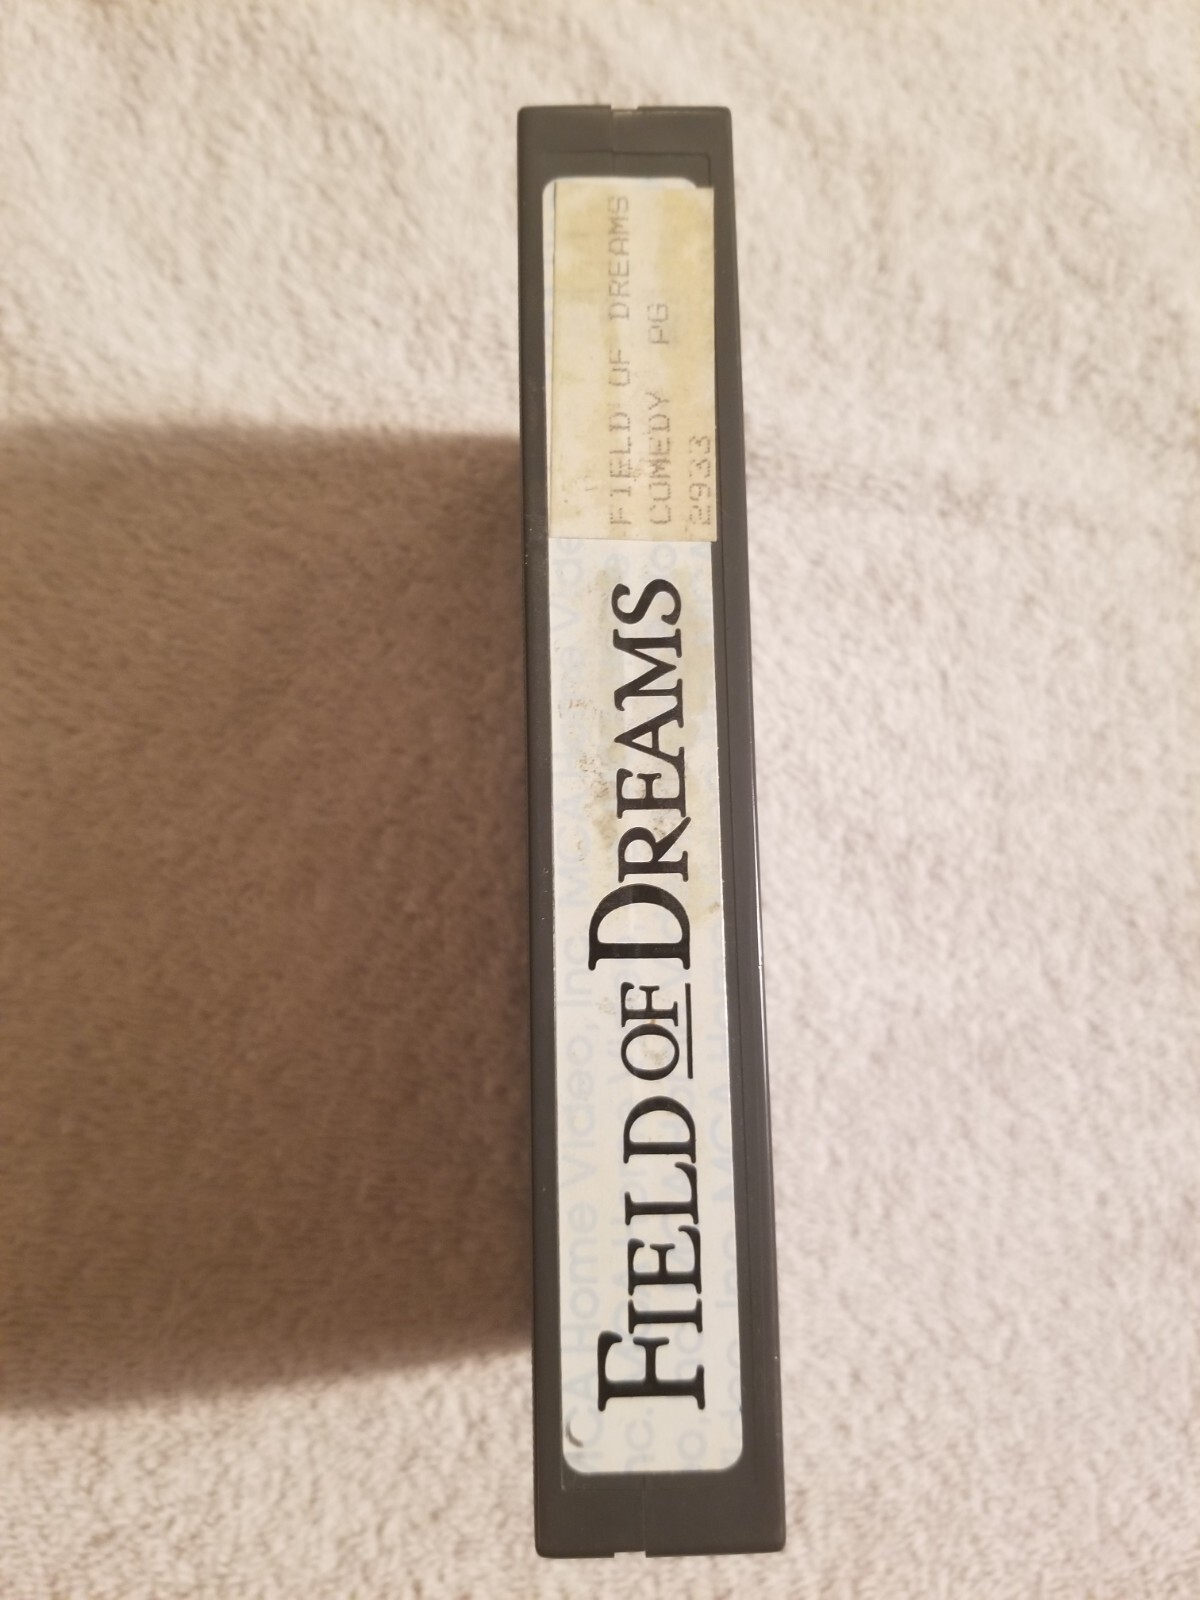 FIELD OF DREAMS
COMEDY PG
2933
FIELD OF DREAMS